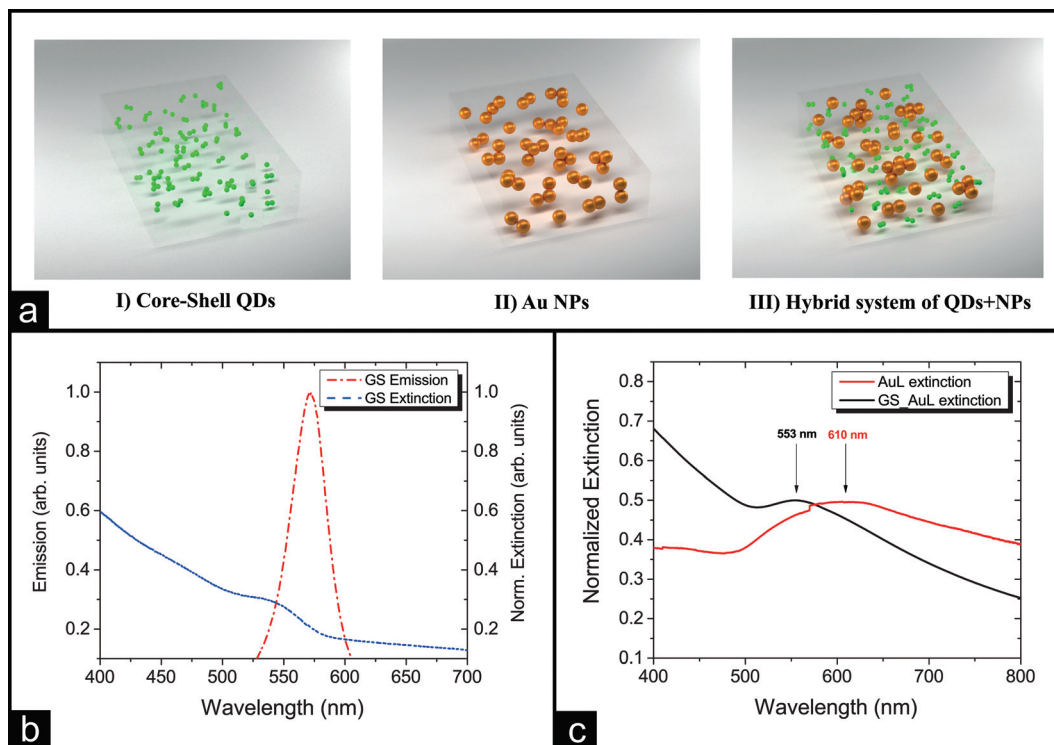 I) Core-Shell QDs
II) Au NPs
III) Hybrid system of QDs+NPs
a
GS Emission
GS Extinction
1.0
0.8
0.6
0.4
0.2
Emission (arb. units)
1.0
0.8
0.6
0.4
0.2
Norm. Extinction (arb. units)
400 450 500 550 600 650 700
Wavelength (nm)
b
AuL extinction
GS_AuL extinction
553 nm
610 nm
0.8
0.7
0.6
0.5
0.4
0.3
0.2
0.1
Normalized Extinction
400 500 600 700 800
Wavelength (nm)
c